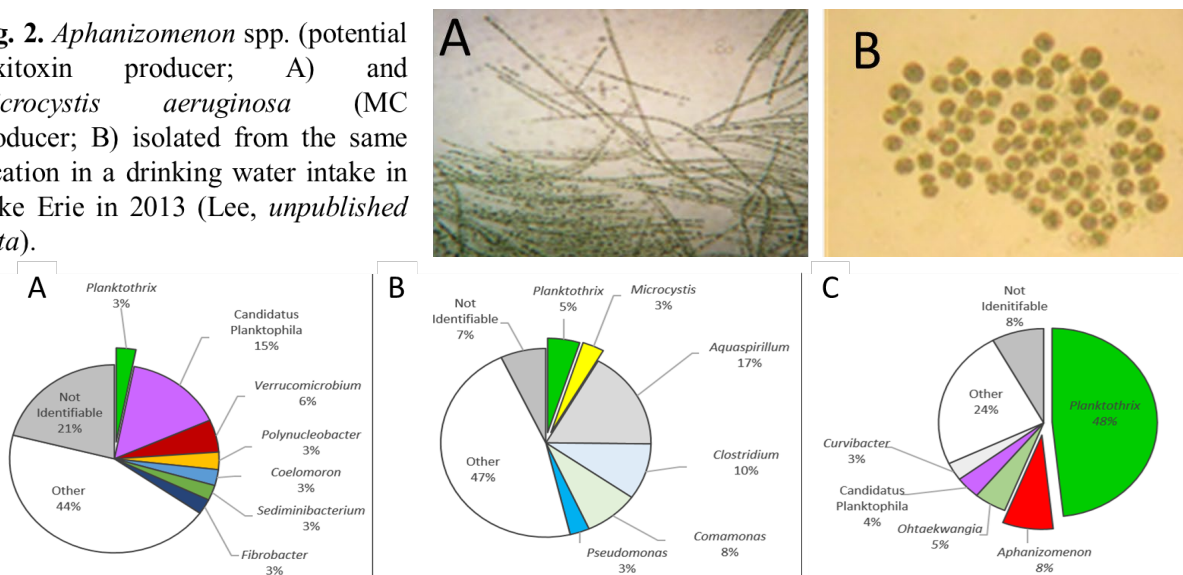 g. 2. Aphanizomenon spp. (potential
xitoxin producer; A) and
icrocystis aeruginosa (MC
oducer; B) isolated from the same
cation in a drinking water intake in
ke Erie in 2013 (Lee, unpublished
ta).
A
B
A
Planktothrix
3%
Candidatus
Planktophila
15%
Verrucomicrobium
6%
Polynucleobacter
3%
Coelomoron
3%
Sediminibacterium
3%
Fibrobacter
3%
Other
44%
Not
Identifiable
21%
B
Planktothrix
5%
Microcystis
3%
Aquaspirillum
17%
Clostridium
10%
Comamonas
8%
Pseudomonas
3%
Other
47%
Not
Identifiable
7%
C
Not
Idenitifable
8%
Planktothrix
48%
Aphanizomenon
8%
Ohtaekwangia
5%
Candidatus
Planktophila
4%
Curvibacter
3%
Other
24%